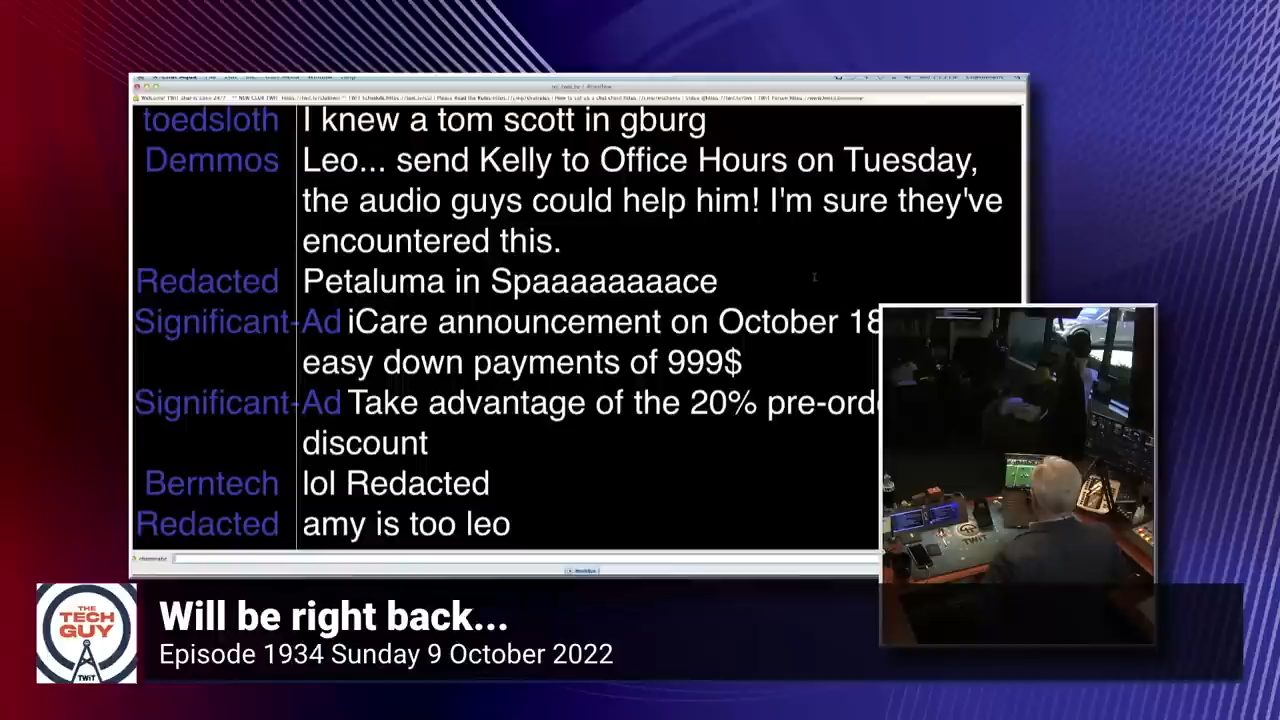 toedsloth I knew a tom scott in gburg
Demmos Leo... send Kelly to Office Hours on Tuesday,
the audio guys could help him! I'm sure they've
encountered this.
Redacted Petaluma in Spaaaaaaaace
Significant-Ad iCare announcement on October 18
easy down payments of 999$
Significant-Ad Take advantage of the 20% pre-orde
discount
Berntech lol Redacted
Redacted amy is too leo
TWiT
THE
TECH
GUY
TWiT
Will be right back...
Episode 1934 Sunday 9 October 2022